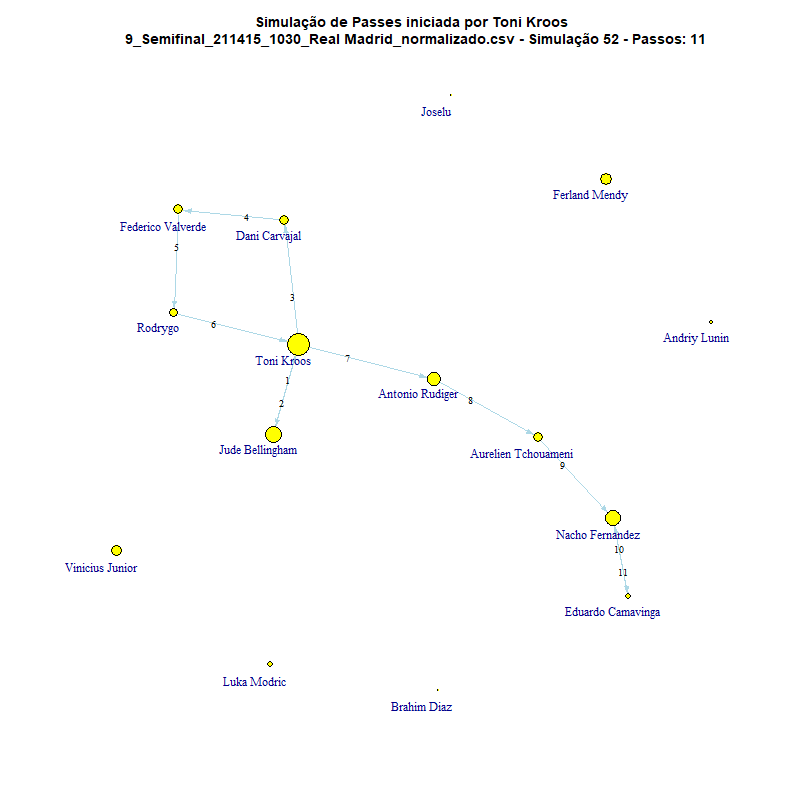 Simulação de Passes iniciada por Toni Kroos
9_Semifinal_211415_1030_Real Madrid_normalizado.csv - Simulação 52 - Passos: 11
Joselu
Ferland Mendy
Federico Valverde
4
Dani Carvajal
5
3
Rodrygo
6
Andriy Lunin
Toni Kroos
7
1
Antonio Rudiger
2
8
Jude Bellingham
Aurelien Tchouameni
9
Nacho Fernandez
10
Vinicius Junior
11
Eduardo Camavinga
Luka Modric
Brahim Diaz